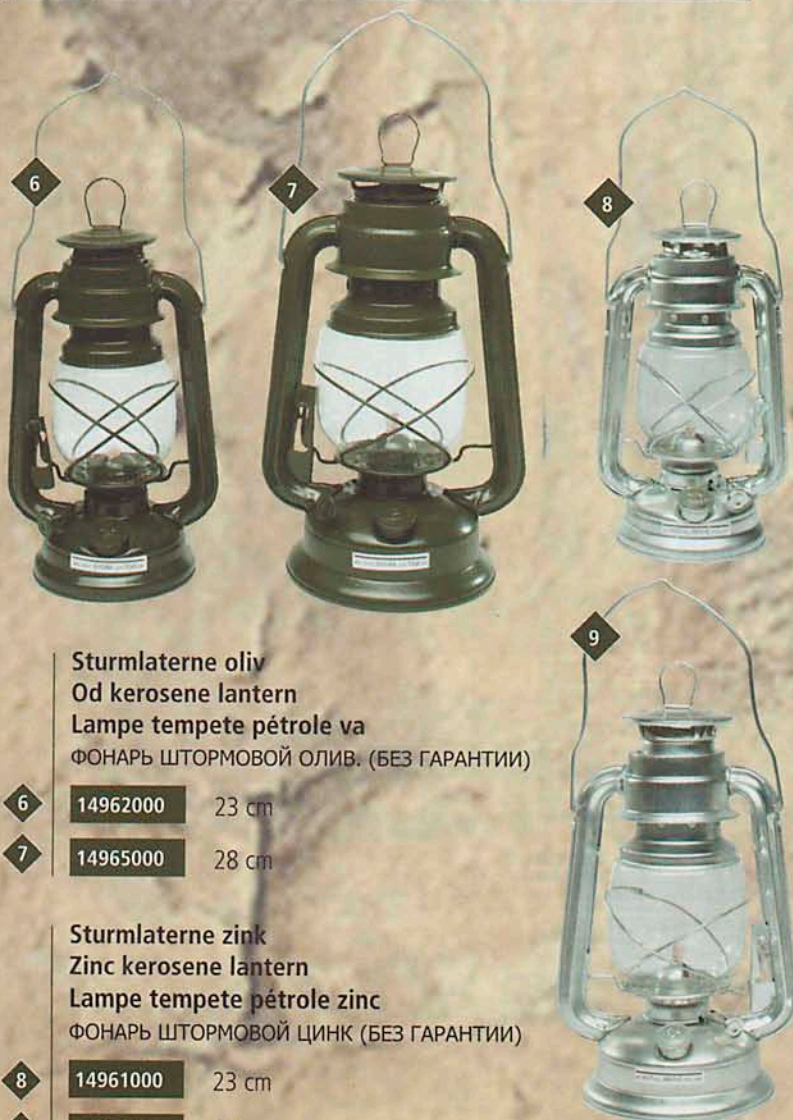 6
7
8
9
Sturmlaterne oliv
Od kerosene lantern
Lampe tempete pétrole va
ФОНАРЬ ШТОРМОВОЙ ОЛИВ. (БЕЗ ГАРАНТИИ)
6 14962000 23 cm
7 14965000 28 cm
Sturmlaterne zink
Zinc kerosene lantern
Lampe tempete pétrole zinc
ФОНАРЬ ШТОРМОВОЙ ЦИНК (БЕЗ ГАРАНТИИ)
8 14961000 23 cm